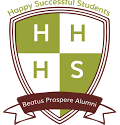 Happy Successful Students
H H
H S
Beatus Prospere Alumni